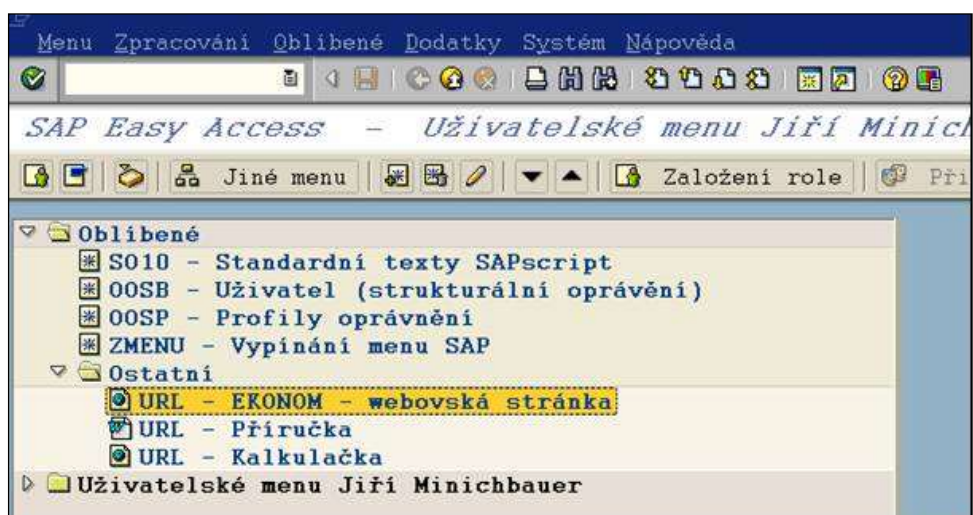 Menu Zpracování Oblíbené Dodatky Systém Nápověda
SAP Easy Access - Uživatelské menu Jiří
Jiné menu Založení role
Oblíbené
SO10 - Standardní texty SAPscript
OOSB - Uživatel (strukturální oprávění)
OOSP - Profily oprávnění
ZMENU - Vypínání menu SAP
Ostatní
URL - EKONOM - webovská stránka
URL - Příručka
URL - Kalkulačka
Uživatelské menu Jiří Minichbauer